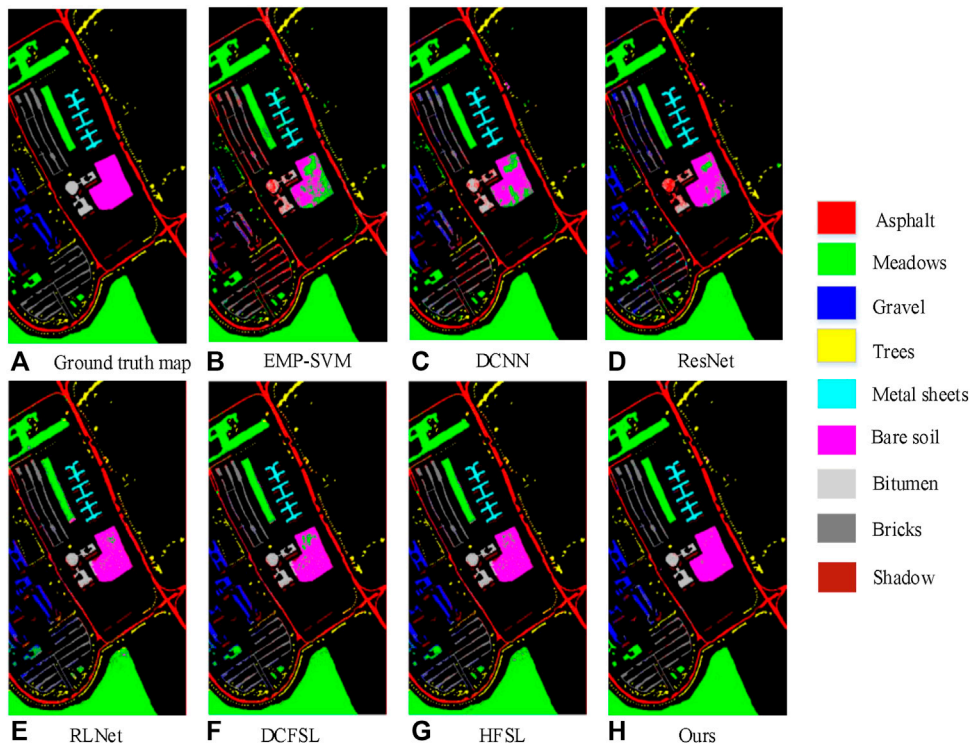 A Ground truth map
B EMP-SVM
C DCNN
D ResNet
E RLNet
F DCFSL
G HFSL
H Ours
Asphalt
Meadows
Gravel
Trees
Metal sheets
Bare soil
Bitumen
Bricks
Shadow